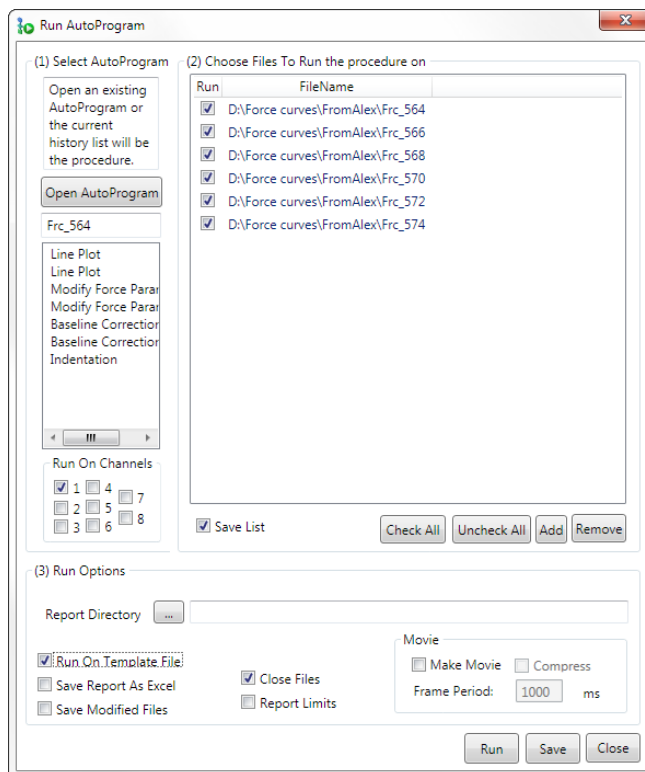 Run AutoProgram
(1) Select AutoProgram
Open an existing
AutoProgram or
the current
history list will be
the procedure.
Open AutoProgram
Frc_564
Line Plot
Line Plot
Modify Force Parar
Modify Force Parar
Baseline Correction
Baseline Correction
Indentation
Run On Channels
1 4 7
2 5 8
3 6
(2) Choose Files To Run the procedure on
Run FileName
D:\Force curves\FromAlex\Frc_564
D:\Force curves\FromAlex\Frc_566
D:\Force curves\FromAlex\Frc_568
D:\Force curves\FromAlex\Frc_570
D:\Force curves\FromAlex\Frc_572
D:\Force curves\FromAlex\Frc_574
Save List Check All Uncheck All Add Remove
(3) Run Options
Report Directory ...
Run On Template File
Save Report As Excel
Save Modified Files
Close Files
Report Limits
Movie
Make Movie Compress
Frame Period: 1000 ms
Run Save Close